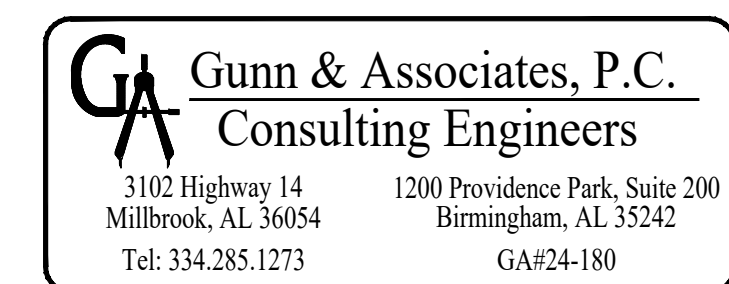 GA
Gunn & Associates, P.C.
Consulting Engineers
3102 Highway 14
Millbrook, AL 36054
Tel: 334.285.1273
1200 Providence Park, Suite 200
Birmingham, AL 35242
GA#24-180